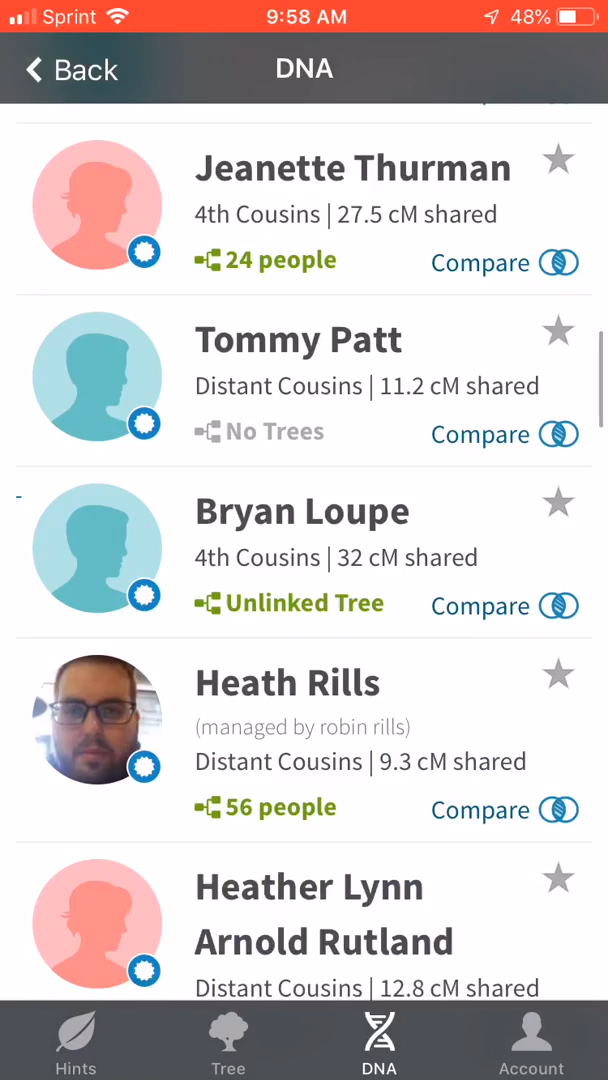 Sprint 9:58 AM 48%
Back DNA
Jeanette Thurman
4th Cousins | 27.5 cM shared
24 people Compare
Tommy Patt
Distant Cousins | 11.2 cM shared
No Trees Compare
Bryan Loupe
4th Cousins | 32 cM shared
Unlinked Tree Compare
Heath Rills
(managed by robin rills)
Distant Cousins | 9.3 cM shared
56 people Compare
Heather Lynn
Arnold Rutland
Distant Cousins | 12.8 cM shared
Hints Tree DNA Account